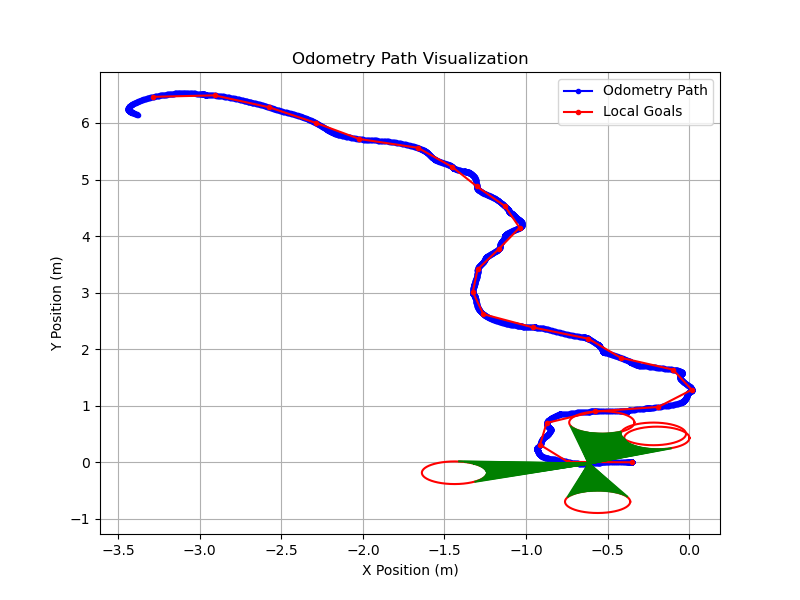 Odometry Path Visualization
Odometry Path
Local Goals
Y Position (m)
6
5
4
3
2
1
0
−1
−3.5 −3.0 −2.5 −2.0 −1.5 −1.0 −0.5 0.0
X Position (m)